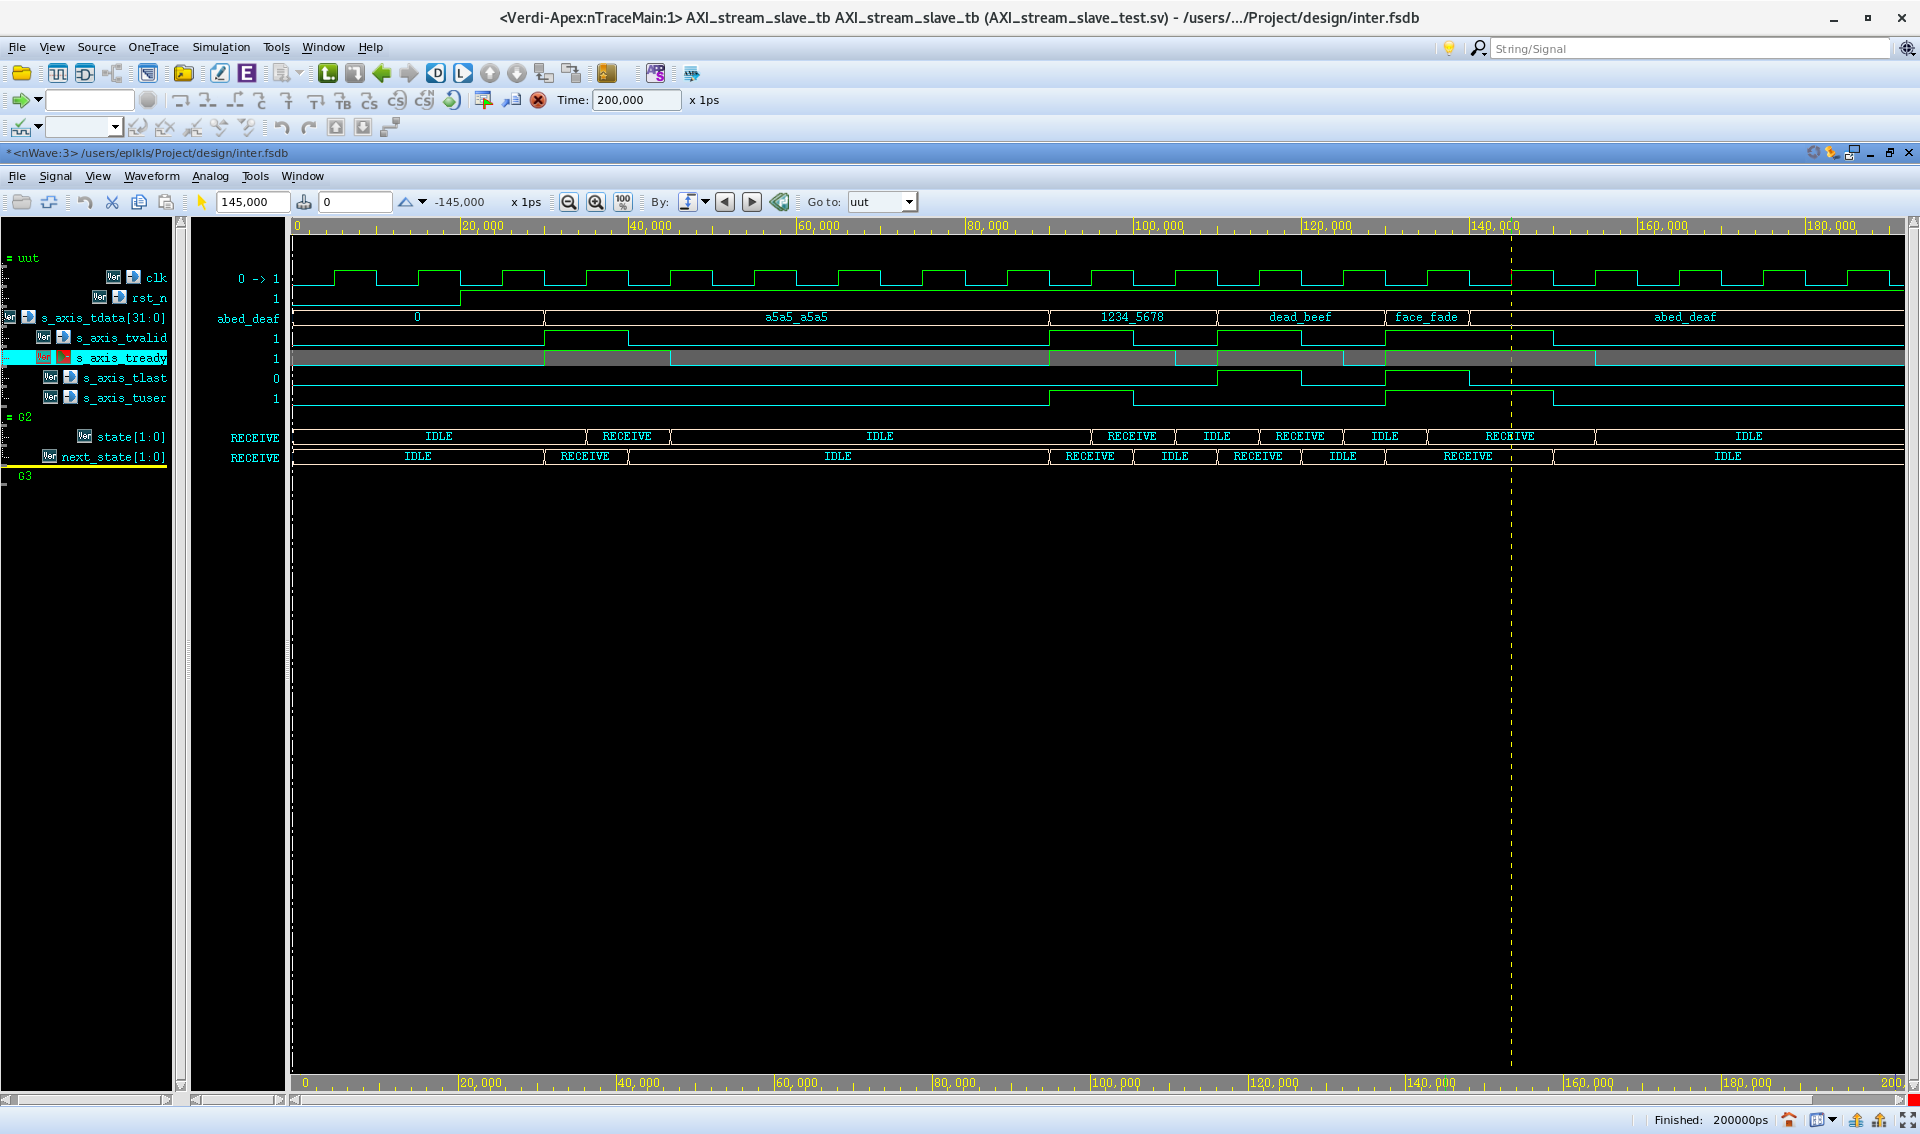 <Verdi-Apex:nTraceMain:1> AXI_stream_slave_tb AXI_stream_slave_tb (AXI_stream_slave_test.sv) - /users/.../Project/design/inter.fsdb
File View Source OneTrace Simulation Tools Window Help
String/Signal
Time: 200,000 x 1ps
*<nWave:3> /users/eplkls/Project/design/inter.fsdb
File Signal View Waveform Analog Tools Window
145,000 0 -145,000 x 1ps 100% By: Go to: uut
0 20,000 40,000 60,000 80,000 100,000 120,000 140,000 160,000 180,000
= uut
clk 0 -> 1
rst_n 1
s_axis_tdata[31:0] abed_deaf 0 a5a5_a5a5 1234_5678 dead_beef face_fade abed_deaf
s_axis_tvalid 1
s_axis_tready 1
s_axis_tlast 0
s_axis_tuser 1
= G2
state[1:0] RECEIVE IDLE RECEIVE IDLE RECEIVE IDLE RECEIVE IDLE RECEIVE IDLE
next_state[1:0] RECEIVE IDLE RECEIVE IDLE RECEIVE IDLE RECEIVE IDLE RECEIVE IDLE
G3
0 20,000 40,000 60,000 80,000 100,000 120,000 140,000 160,000 180,000 200,
Finished: 200000ps